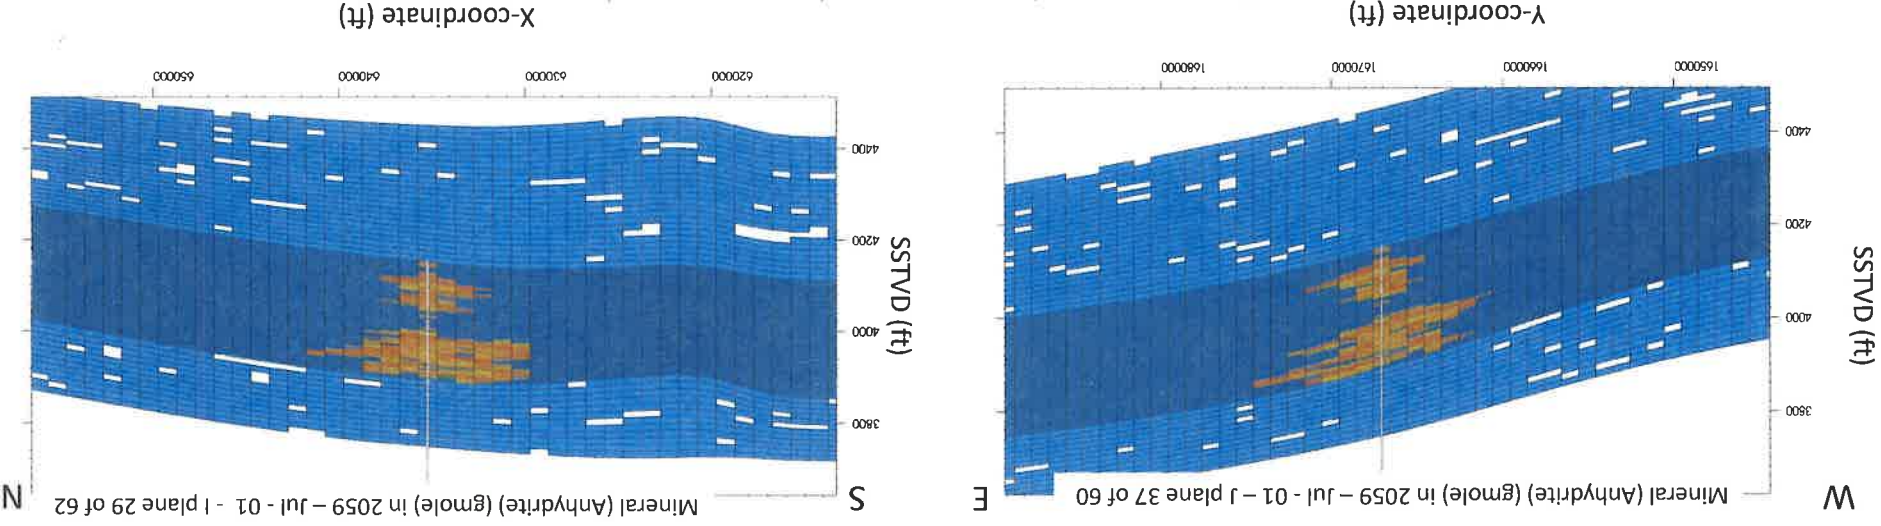 W Mineral (Anhydrite) (gmole) in 2059 – Jul - 01 – J plane 37 of 60 E
SSTVD (ft)
3800
4000
4200
4400
1650000 1660000 1670000 1680000
Y-coordinate (ft)
S Mineral (Anhydrite) (gmole) in 2059 – Jul - 01 - I plane 29 of 62 N
SSTVD (ft)
3800
4000
4200
4400
620000 630000 640000 650000
X-coordinate (ft)